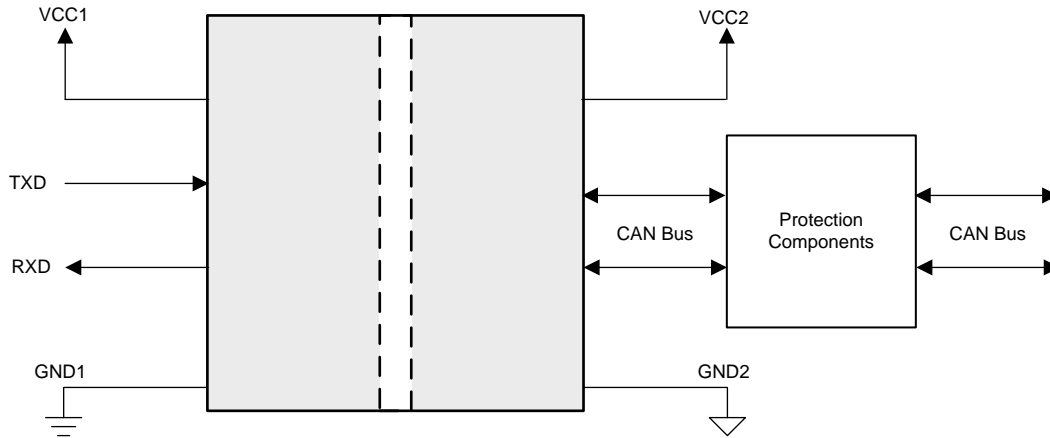 VCC1
VCC2
TXD
RXD
CAN Bus
Protection
Components
CAN Bus
GND1
GND2